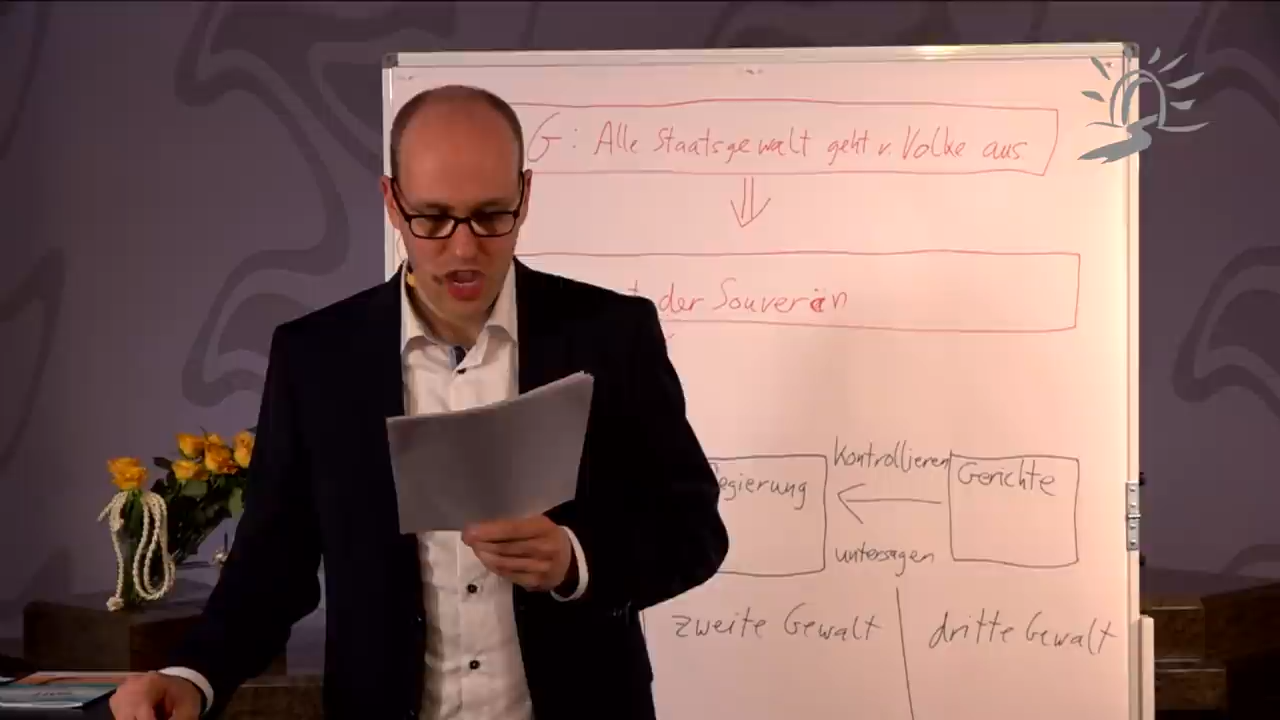 G: Alle Staatsgewalt geht v. Volke aus
der Souverän
Kontrollieren
egierung
Gerichte
untersagen
zweite Gewalt
dritte Gewalt